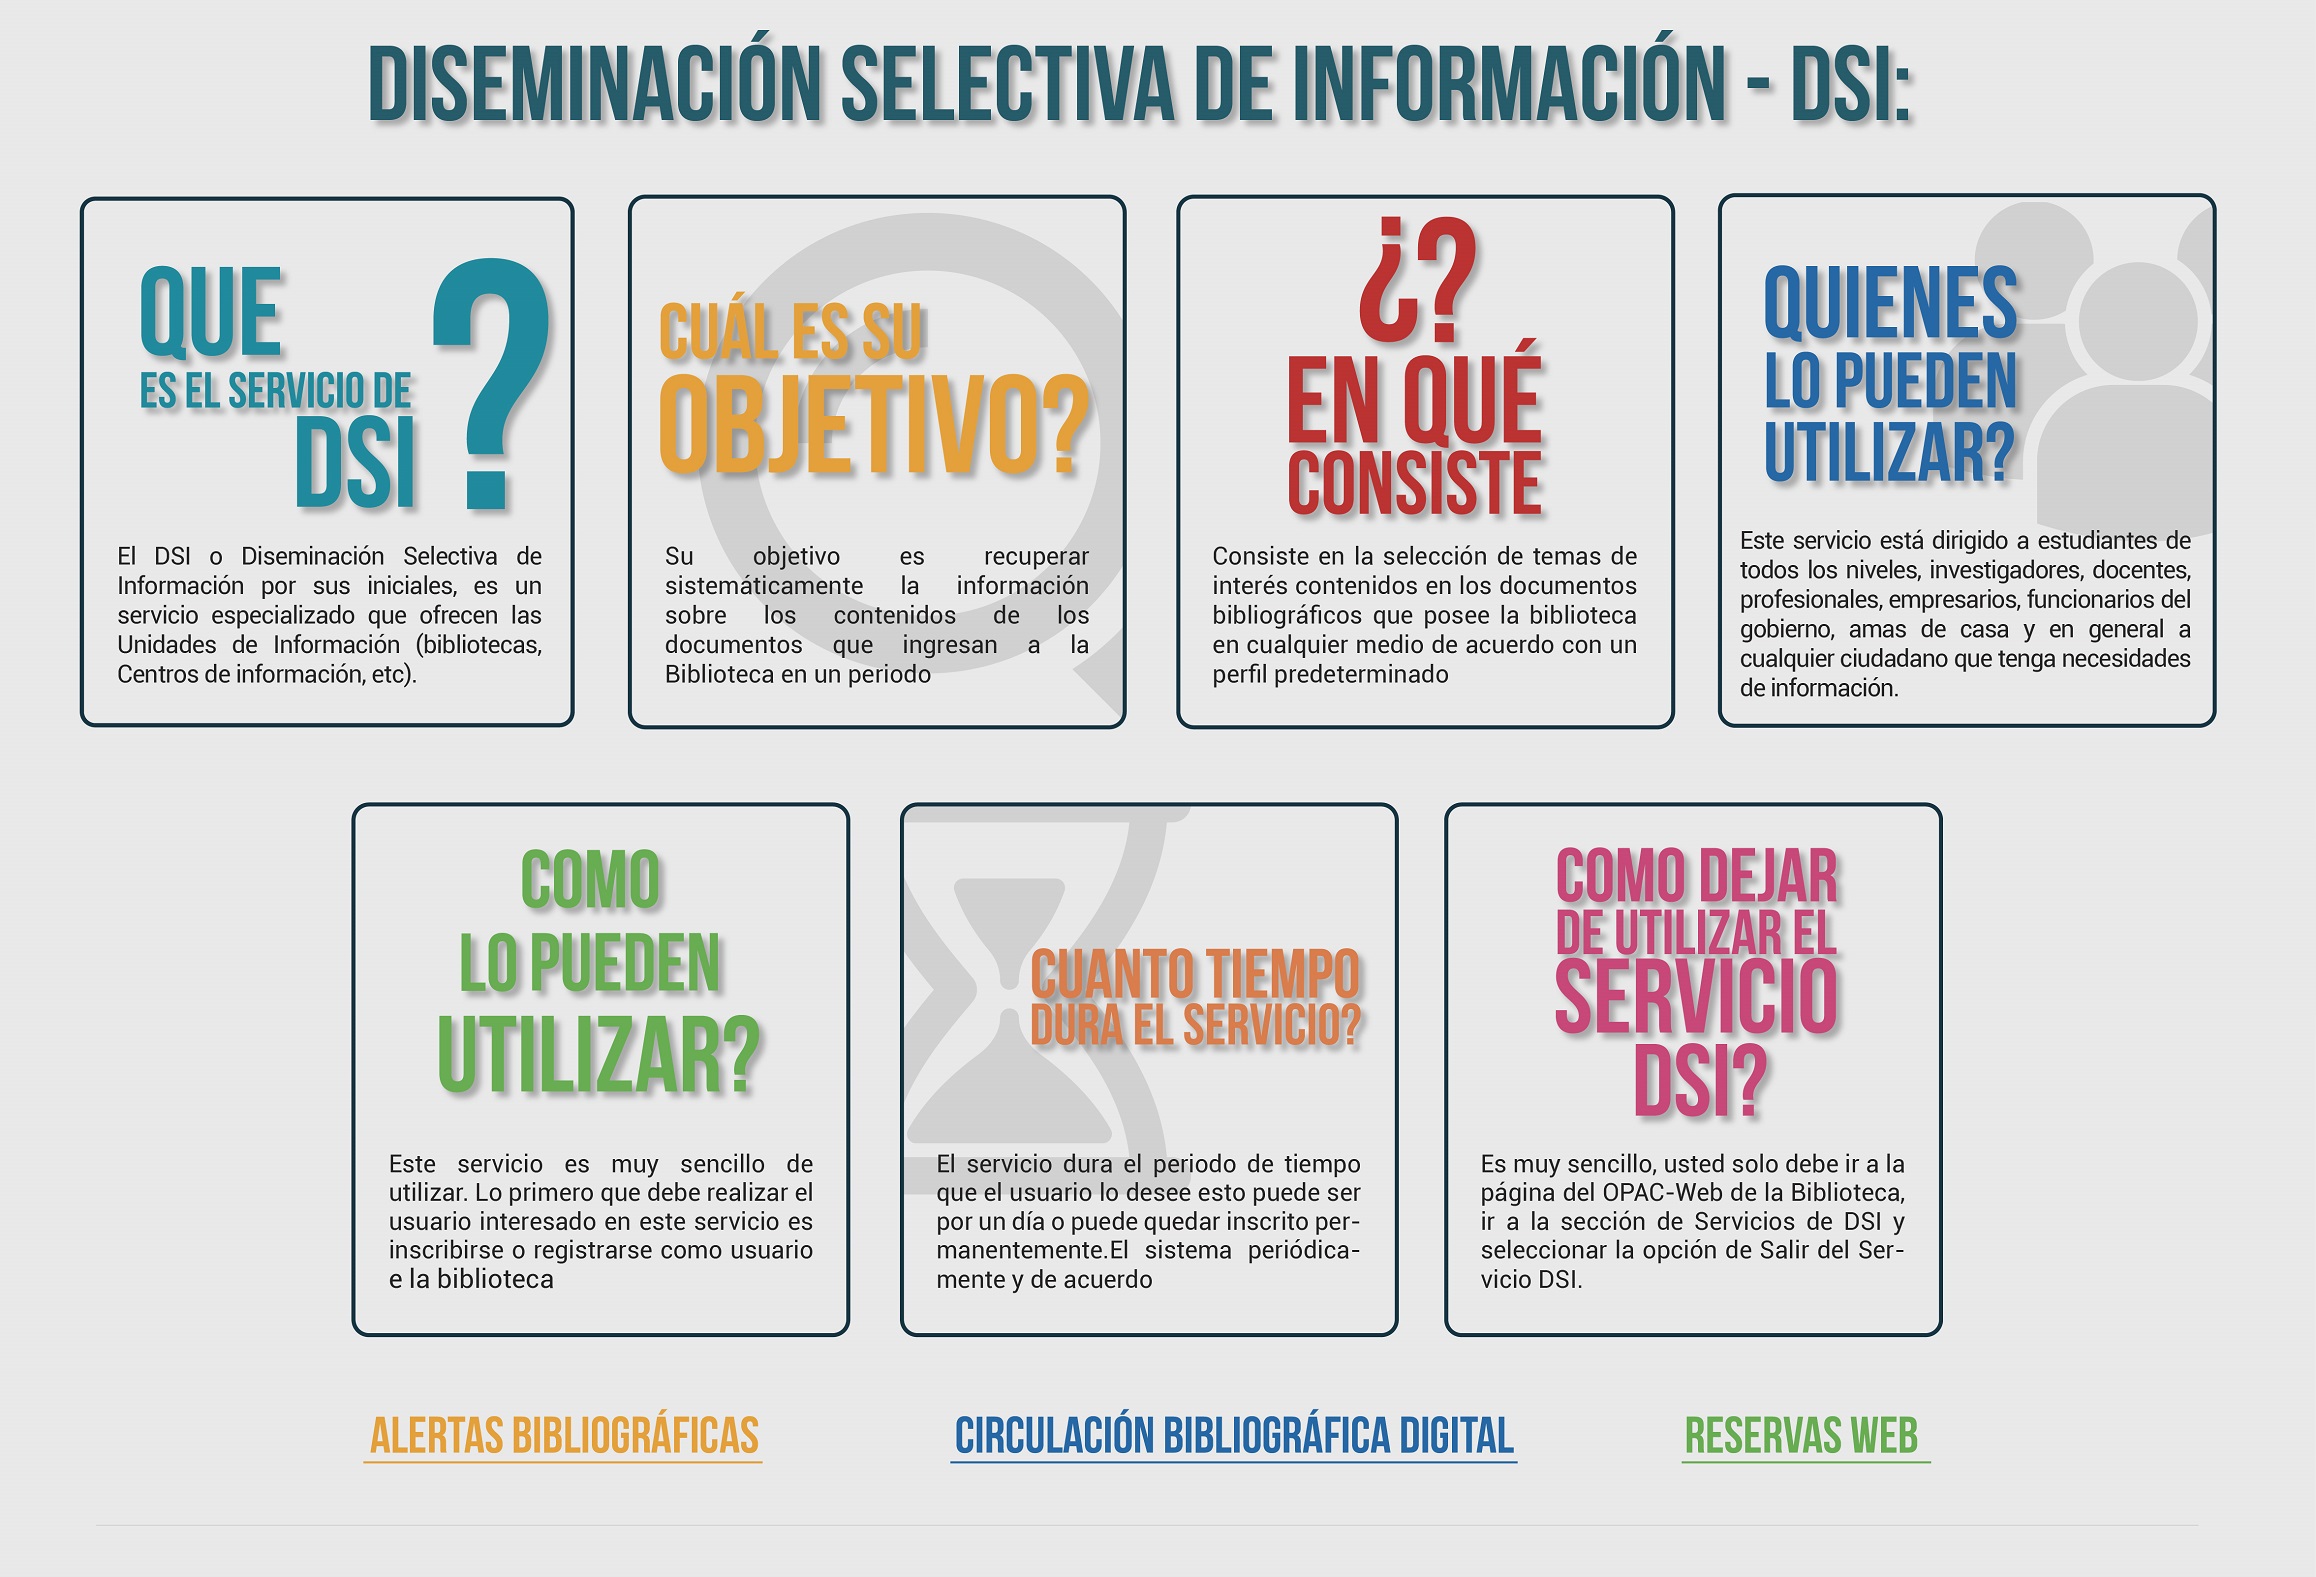 DISEMINACIÓN SELECTIVA DE INFORMACIÓN - DSI:
QUE
ES EL SERVICIO DE
DSI
?
El DSI o Diseminación Selectiva de
Información por sus iniciales, es un
servicio especializado que ofrecen las
Unidades de Información (bibliotecas,
Centros de información, etc).
CUÁL ES SU
OBJETIVO?
Su objetivo es recuperar
sistemáticamente la información
sobre los contenidos de los
documentos que ingresan a la
Biblioteca en un periodo
¿?
EN QUÉ
CONSISTE
Consiste en la selección de temas de
interés contenidos en los documentos
bibliográficos que posee la biblioteca
en cualquier medio de acuerdo con un
perfil predeterminado
QUIENES
LO PUEDEN
UTILIZAR?
Este servicio está dirigido a estudiantes de
todos los niveles, investigadores, docentes,
profesionales, empresarios, funcionarios del
gobierno, amas de casa y en general a
cualquier ciudadano que tenga necesidades
de información.
COMO
LO PUEDEN
UTILIZAR?
Este servicio es muy sencillo de
utilizar. Lo primero que debe realizar el
usuario interesado en este servicio es
inscribirse o registrarse como usuario
e la biblioteca
CUANTO TIEMPO
DURA EL SERVICIO?
El servicio dura el periodo de tiempo
que el usuario lo desee esto puede ser
por un día o puede quedar inscrito per-
manentemente.El sistema periódica-
mente y de acuerdo
COMO DEJAR
DE UTILIZAR EL
SERVICIO
DSI?
Es muy sencillo, usted solo debe ir a la
página del OPAC-Web de la Biblioteca,
ir a la sección de Servicios de DSI y
seleccionar la opción de Salir del Ser-
vicio DSI.
ALERTAS BIBLIOGRÁFICAS
CIRCULACIÓN BIBLIOGRÁFICA DIGITAL
RESERVAS WEB